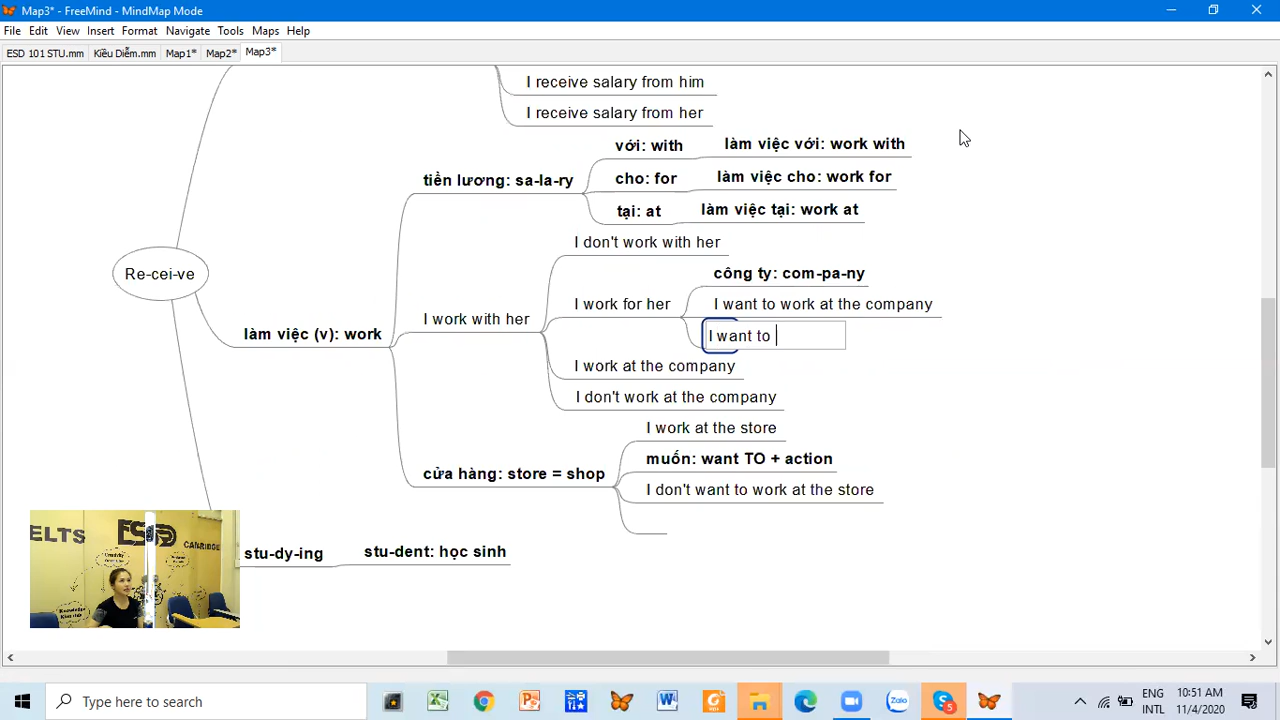 Map3* - FreeMind - MindMap Mode
File Edit View Insert Format Navigate Tools Maps Help
ESD 101 STU.mm Kiều Diễm.mm Map1* Map2* Map3*
I receive salary from him
I receive salary from her
với: with làm việc với: work with
tiền lương: sa-la-ry cho: for làm việc cho: work for
tại: at làm việc tại: work at
I don't work with her
Re-cei-ve
công ty: com-pa-ny
I work for her I want to work at the company
làm việc (v): work I work with her
I want to
I work at the company
I don't work at the company
I work at the store
cửa hàng: store = shop muốn: want TO + action
I don't want to work at the store
stu-dy-ing stu-dent: học sinh
IELTS ESD CAMBRIDGE
Type here to search
Zalo
5
ENG
INTL
10:51 AM
11/4/2020